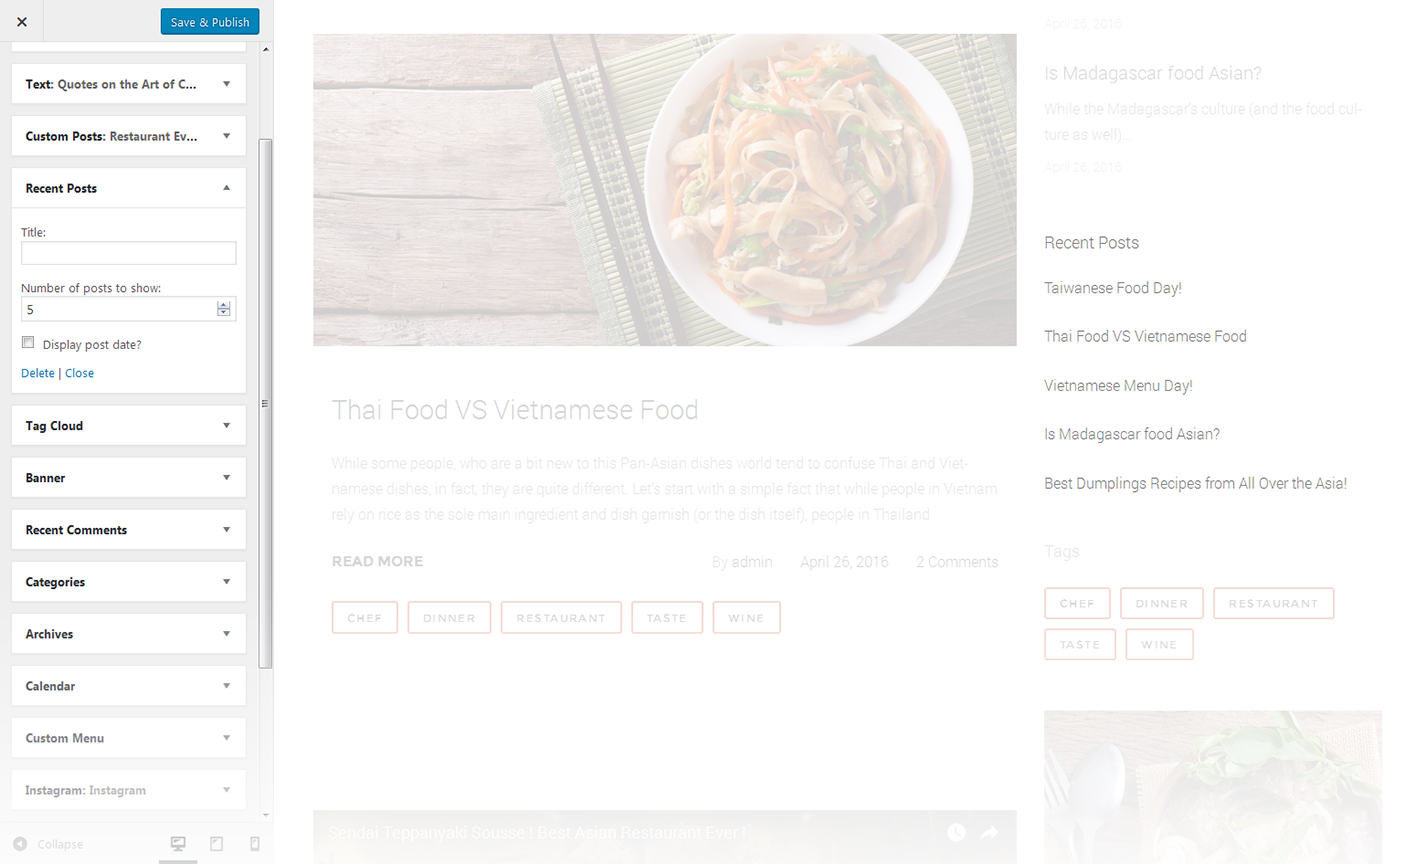 Save & Publish
Text: Quotes on the Art of C...
Custom Posts: Restaurant Ev...
Recent Posts
Title:
Number of posts to show:
5
Display post date?
Delete | Close
Tag Cloud
Banner
Recent Comments
Categories
Archives
Calendar
Custom Menu
Instagram: Instagram
Collapse
Thai Food VS Vietnamese Food
While some people, who are a bit new to this Pan-Asian dishes world tend to confuse Thai and Viet-
namese dishes, in fact, they are quite different. Let's start with a simple fact that while people in Vietnam
rely on rice as the sole main ingredient and dish garnish (or the dish itself), people in Thailand
READ MORE
By admin April 26, 2016 2 Comments
CHEF DINNER RESTAURANT TASTE WINE
Sendai Teppanyaki Sousse ! Best Asian Restaurant Ever !
April 26, 2016
Is Madagascar food Asian?
While the Madagascar's culture (and the food cul-
ture as well)...
April 26, 2016
Recent Posts
Taiwanese Food Day!
Thai Food VS Vietnamese Food
Vietnamese Menu Day!
Is Madagascar food Asian?
Best Dumplings Recipes from All Over the Asia!
Tags
CHEF DINNER RESTAURANT
TASTE WINE